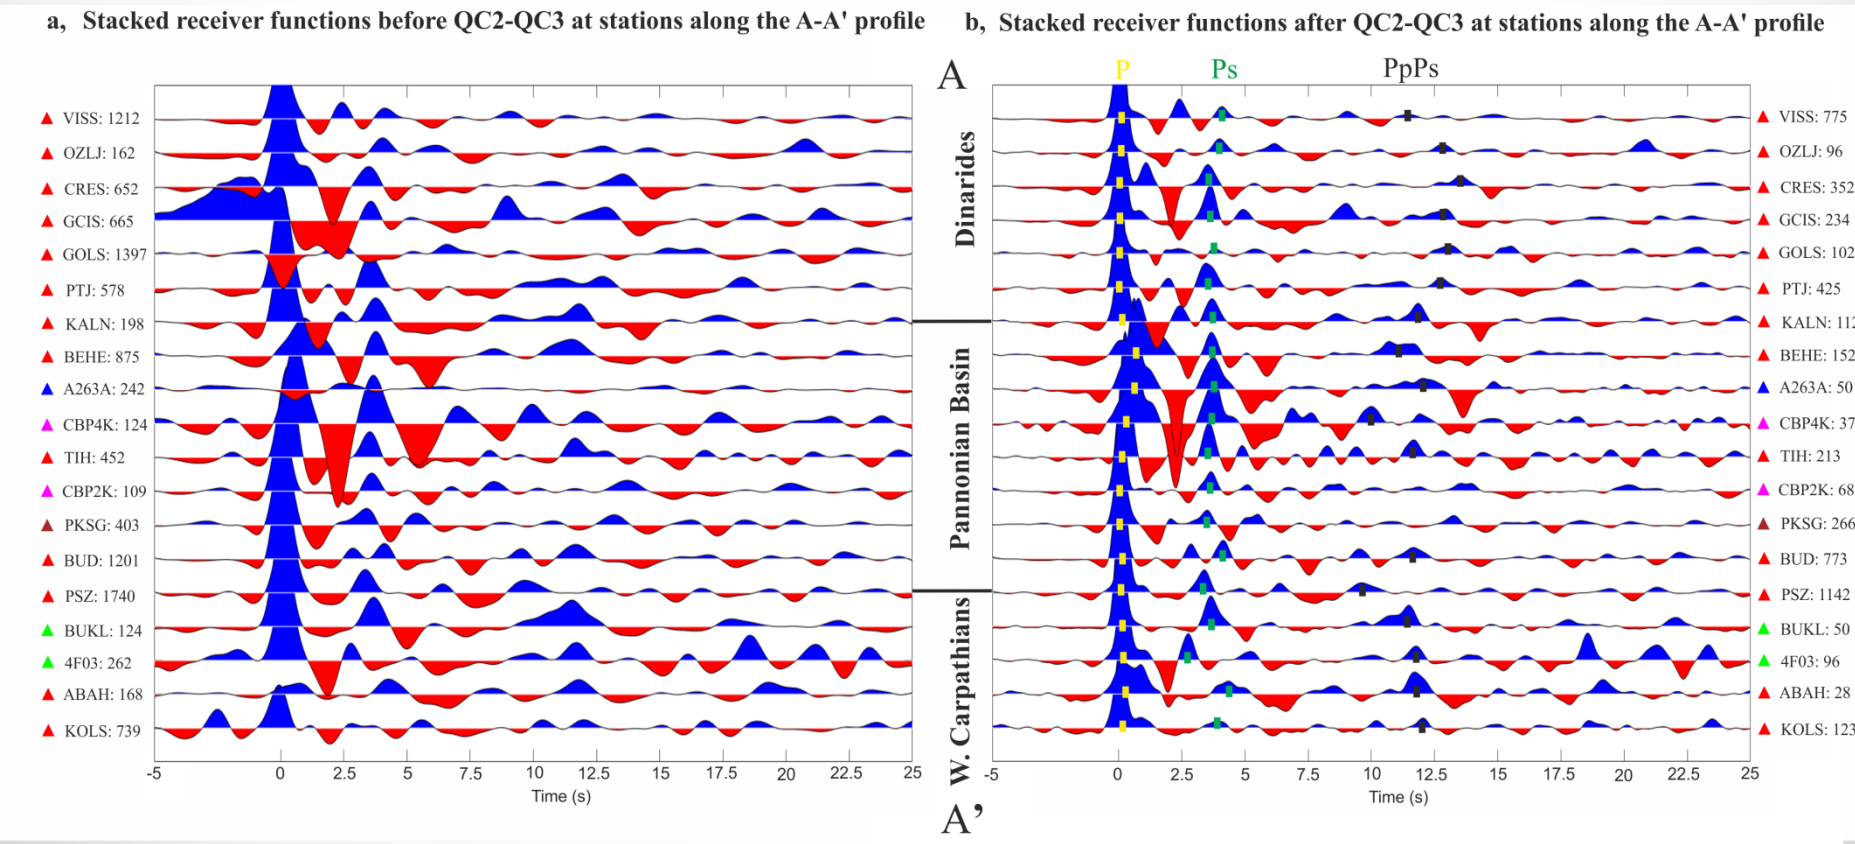 a, Stacked receiver functions before QC2-QC3 at stations along the A-A' profile
VISS: 1212
OZLJ: 162
CRES: 652
GCIS: 665
GOLS: 1397
PTJ: 578
KALN: 198
BEHE: 875
A263A: 242
CBP4K: 124
TIH: 452
CBP2K: 109
PKSG: 403
BUD: 1201
PSZ: 1740
BUKL: 124
4F03: 262
ABAH: 168
KOLS: 739
-5 0 2.5 5 7.5 10 12.5 15 17.5 20 22.5 25
Time (s)
A
Dinarides
Pannonian Basin
W. Carpathians
A’
b, Stacked receiver functions after QC2-QC3 at stations along the A-A' profile
P Ps PpPs
VISS: 775
OZLJ: 96
CRES: 352
GCIS: 234
GOLS: 102
PTJ: 425
KALN: 112
BEHE: 152
A263A: 50
CBP4K: 37
TIH: 213
CBP2K: 68
PKSG: 266
BUD: 773
PSZ: 1142
BUKL: 50
4F03: 96
ABAH: 28
KOLS: 123
-5 0 2.5 5 7.5 10 12.5 15 17.5 20 22.5 25
Time (s)